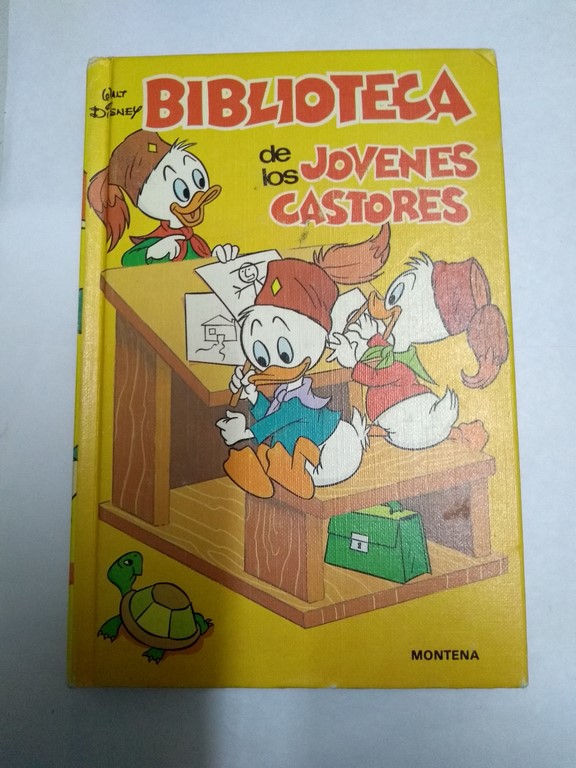 WALT DISNEY
BIBLIOTECA
de los JOVENES
CASTORES
MONTENA